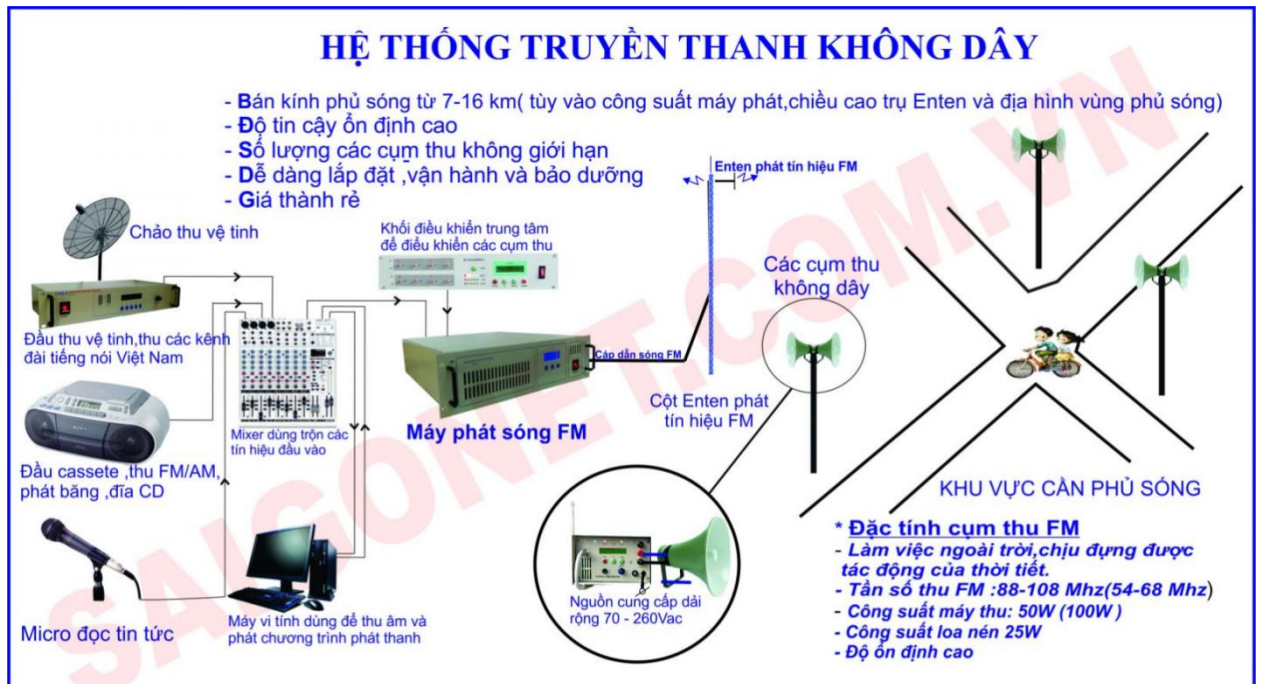 HỆ THỐNG TRUYỀN THANH KHÔNG DÂY
- Bán kính phủ sóng từ 7-16 km( tùy vào công suất máy phát,chiều cao trụ Enten và địa hình vùng phủ sóng)
- Độ tin cậy ổn định cao
- Số lượng các cụm thu không giới hạn
- Dễ dàng lắp đặt ,vận hành và bảo dưỡng
- Giá thành rẻ
Enten phát tín hiệu FM
Chảo thu vệ tinh
Khối điều khiển trung tâm
để điều khiển các cụm thu
Các cụm thu
không dây
Đầu thu vệ tinh,thu các kênh
đài tiếng nói Việt Nam
Cáp dẫn sóng FM
Cột Enten phát
tín hiệu FM
Máy phát sóng FM
Mixer dùng trộn các
tín hiệu đầu vào
SONY
Đầu cassete ,thu FM/AM,
phát băng ,đĩa CD
KHU VỰC CẦN PHỦ SÓNG
* Đặc tính cụm thu FM
- Làm việc ngoài trời,chịu đựng được
tác động của thời tiết.
- Tần số thu FM :88-108 Mhz(54-68 Mhz)
- Công suất máy thu: 50W (100W )
- Công suất loa nén 25W
- Độ ổn định cao
Nguồn cung cấp dải
rộng 70 - 260Vac
Micro đọc tin tức
Máy vi tính dùng để thu âm và
phát chương trình phát thanh
SAIGONET.COM.VN